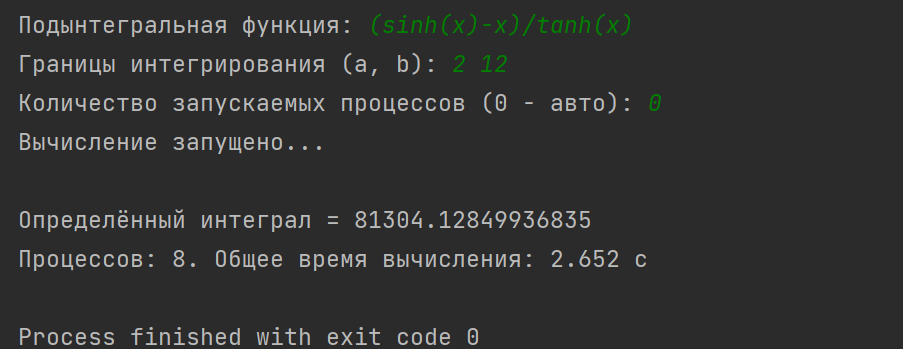 Подынтегральная функция: (sinh(x)-x)/tanh(x)
Границы интегрирования (a, b): 2 12
Количество запускаемых процессов (0 - авто): 0
Вычисление запущено...
Определённый интеграл = 81304.12849936835
Процессов: 8. Общее время вычисления: 2.652 с
Process finished with exit code 0